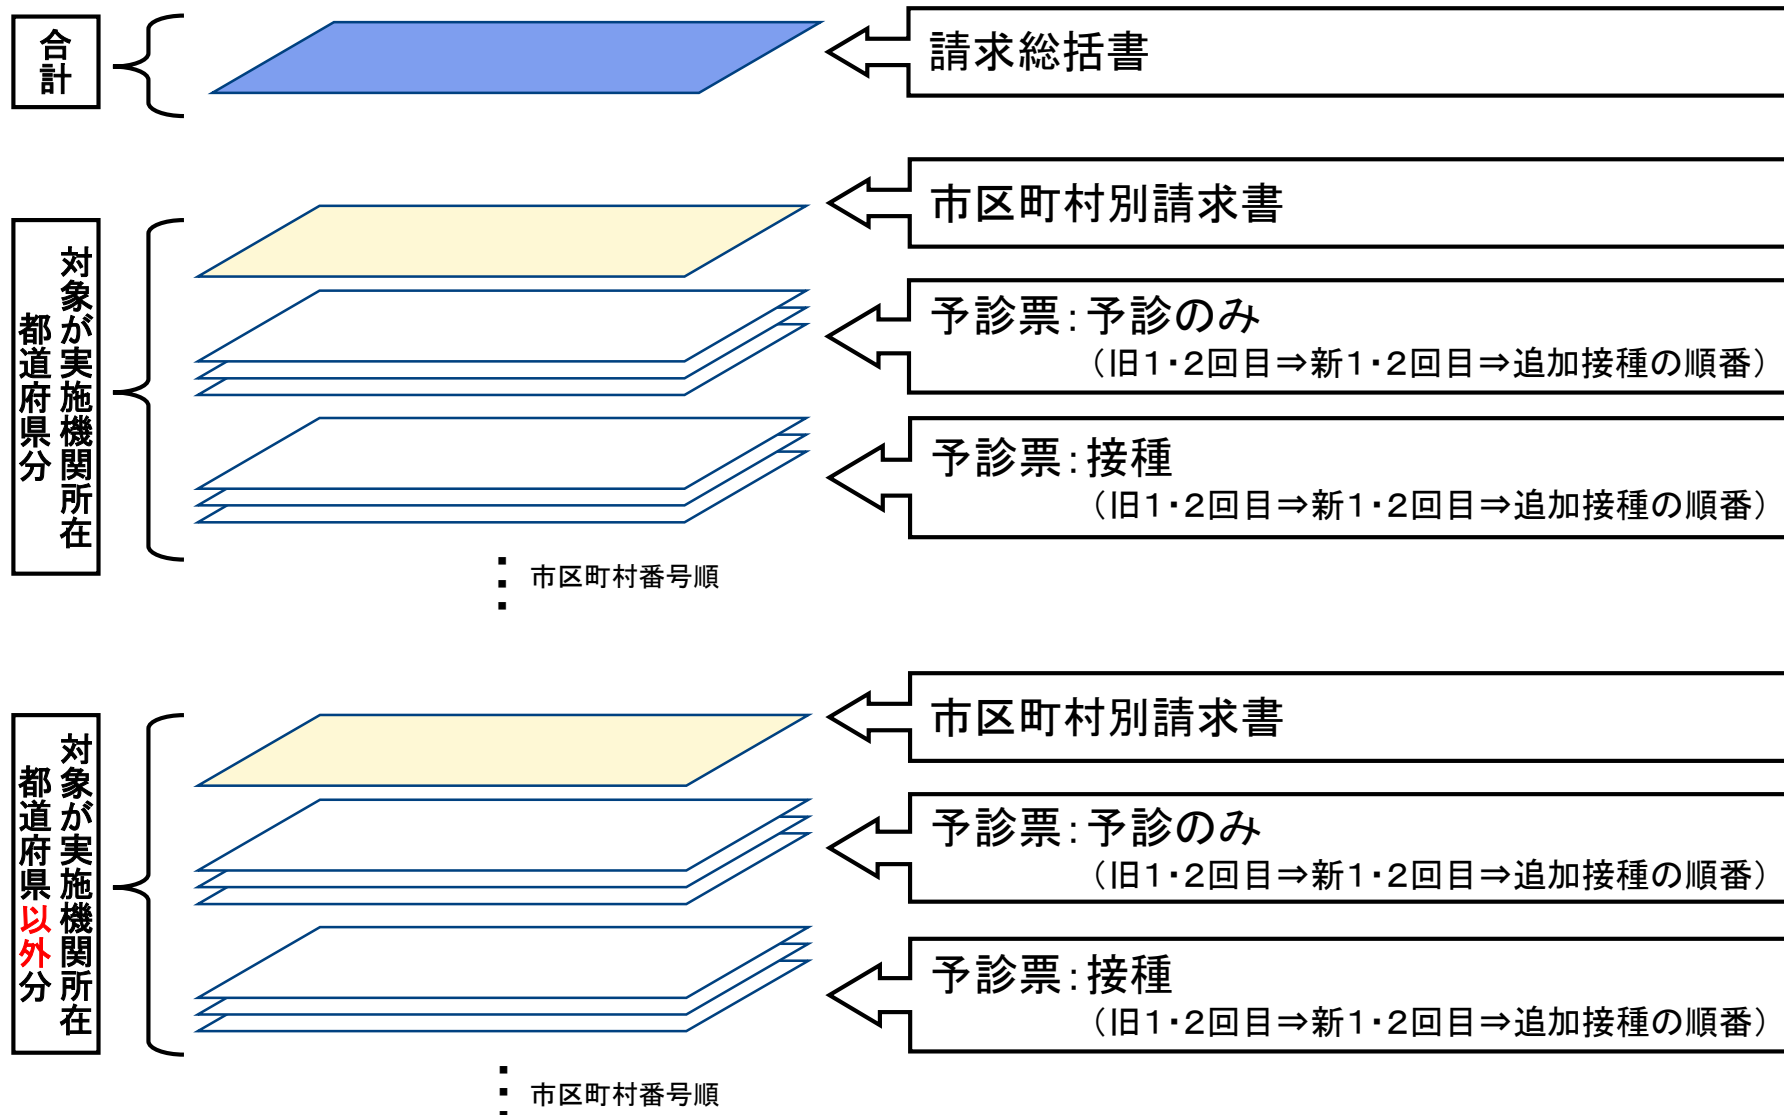 合計
請求総括書
対象が実施機関所在
都道府県分
市区町村別請求書
予診票:予診のみ
(旧1・2回目⇒新1・2回目⇒追加接種の順番)
予診票:接種
(旧1・2回目⇒新1・2回目⇒追加接種の順番)
市区町村番号順
対象が実施機関所在
都道府県以外分
市区町村別請求書
予診票:予診のみ
(旧1・2回目⇒新1・2回目⇒追加接種の順番)
予診票:接種
(旧1・2回目⇒新1・2回目⇒追加接種の順番)
市区町村番号順